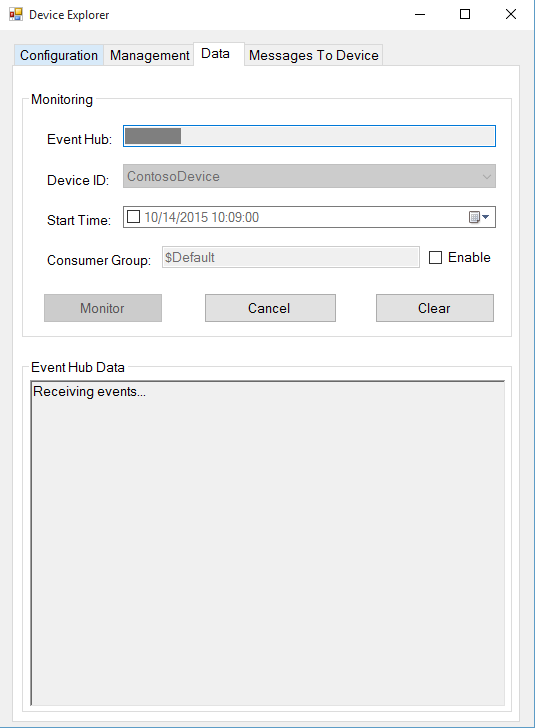 Device Explorer
Configuration Management Data Messages To Device
Monitoring
Event Hub:
Device ID: ContosoDevice
Start Time: 10/14/2015 10:09:00
Consumer Group: $Default Enable
Monitor Cancel Clear
Event Hub Data
Receiving events...